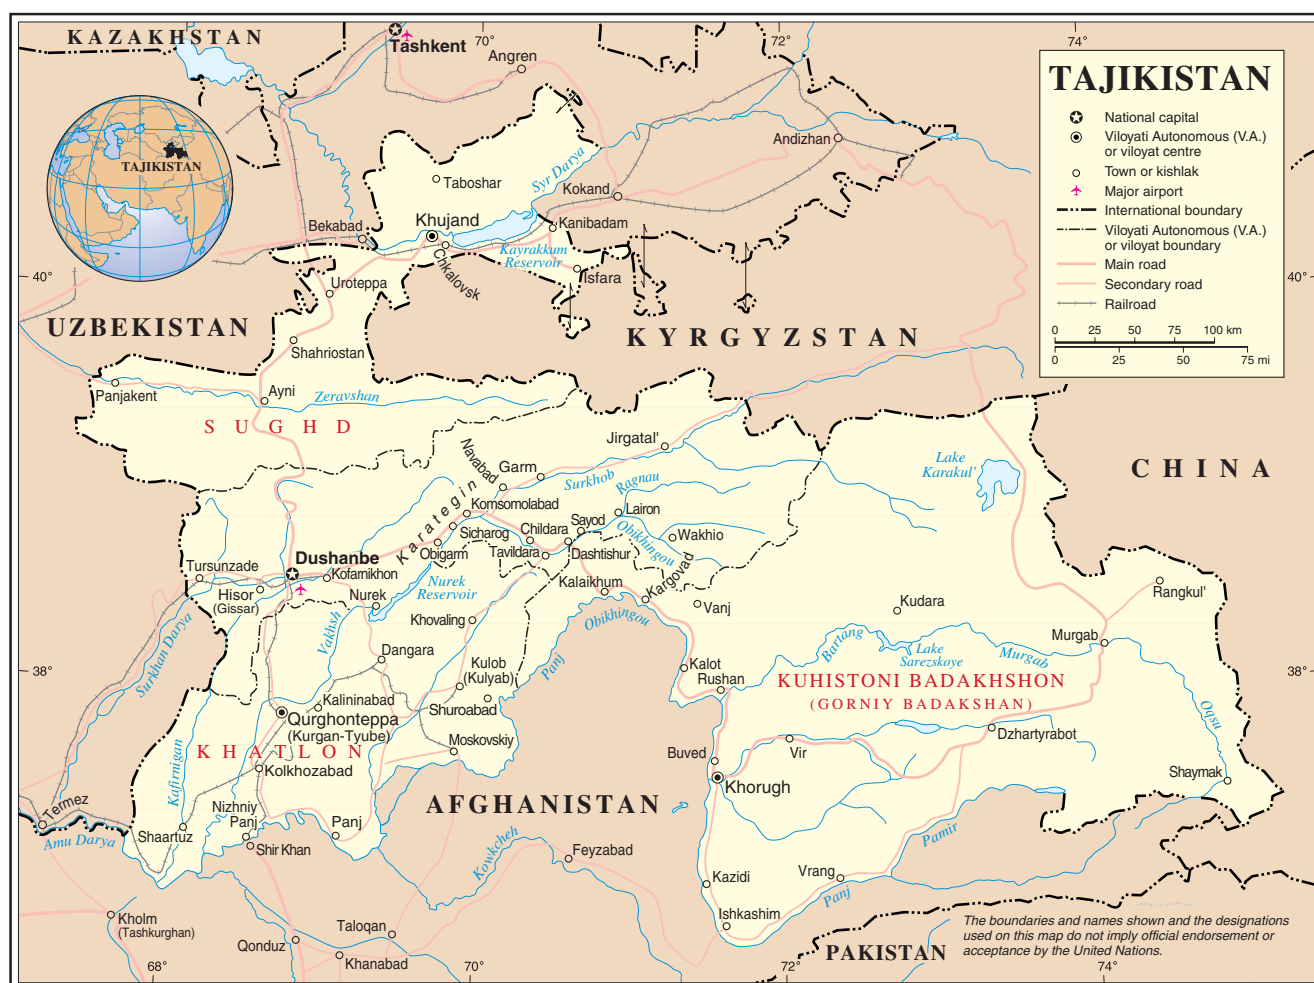 KAZAKHSTAN
Tashkent
70°
72°
74°
Angren
TAJIKISTAN
National capital
Viloyati Autonomous (V.A.)
or viloyat centre
Town or kishlak
Major airport
International boundary
Viloyati Autonomous (V.A.)
or viloyat boundary
Main road
Secondary road
Railroad
0 25 50 75 100 km
0 25 50 75 mi
TAJIKISTAN
Andizhan
Taboshar
Syr Darya
Kokand
Khujand
Bekabad
Kanibadam
Kayrakkum
Reservoir
Chkalovsk
Isfara
40°
40°
Uroteppa
UZBEKISTAN
KYRGYZSTAN
Shahriostan
Panjakent
Ayni
Zeravshan
SUGHD
Jirgatal'
Navabad
Garm
Surkhob
Ragnau
Lake
Karakul'
CHINA
Karategin
Komsomolabad
Lairon
Sicharog
Childara
Sayod
Obikhingou
Wakhio
Obigarm
Tavildara
Dashtishur
Dushanbe
Tursunzade
Kofarnikhon
Hisor
(Gissar)
Nurek
Nurek
Reservoir
Kalaikhum
Kargovad
Vanj
Kudara
Rangkul'
Khovaling
Obikhingou
Vakhsh
Surkhan Darya
Dangara
Kulob
(Kulyab)
Panj
Bartang
Lake
Sarezskoye
Murgab
Murgab
38°
38°
Kalot
Rushan
KUHISTONI BADAKHSHON
(GORNIY BADAKSHAN)
Kalininabad
Shuroabad
Qurghonteppa
(Kurgan-Tyube)
Moskovskiy
KHATLON
Kafirnigan
Kolkhozabad
Oqsu
Dzhartyrabot
Vir
Buved
Khorugh
Shaymak
Termez
AFGHANISTAN
Nizhniy
Panj
Panj
Shaartuz
Amu Darya
Shir Khan
Kowkcheh
Feyzabad
Pamir
Vrang
Kazidi
Panj
Ishkashim
Kholm
(Tashkurghan)
Taloqan
Qonduz
Khanabad
PAKISTAN
The boundaries and names shown and the designations
used on this map do not imply official endorsement or
acceptance by the United Nations.
68°
70°
72°
74°